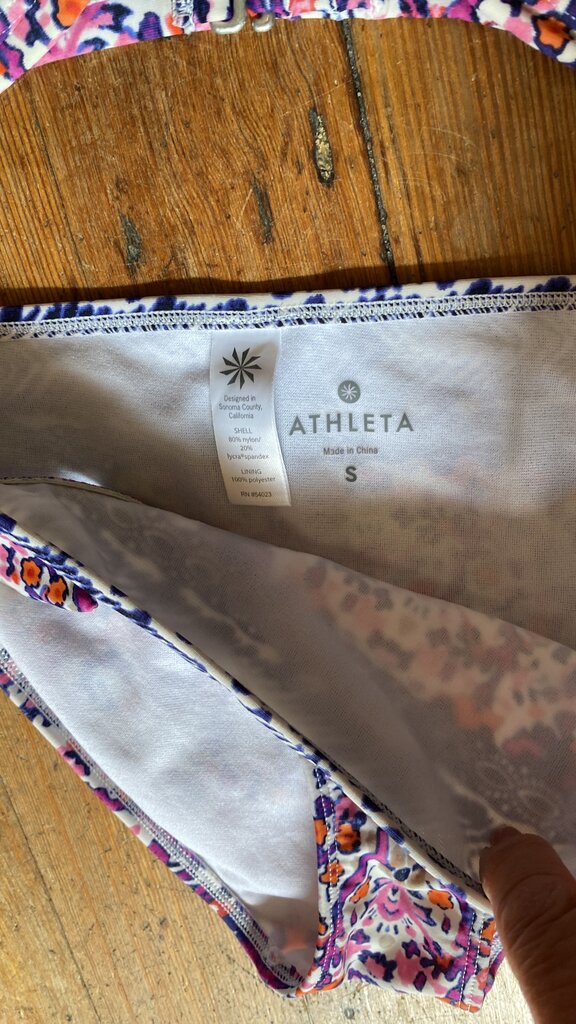 Designed in
Sonoma County,
California
SHELL
80% nylon/
20%
lycra®spandex
LINING
100% polyester
RN #54023
ATHLETA
Made in China
S